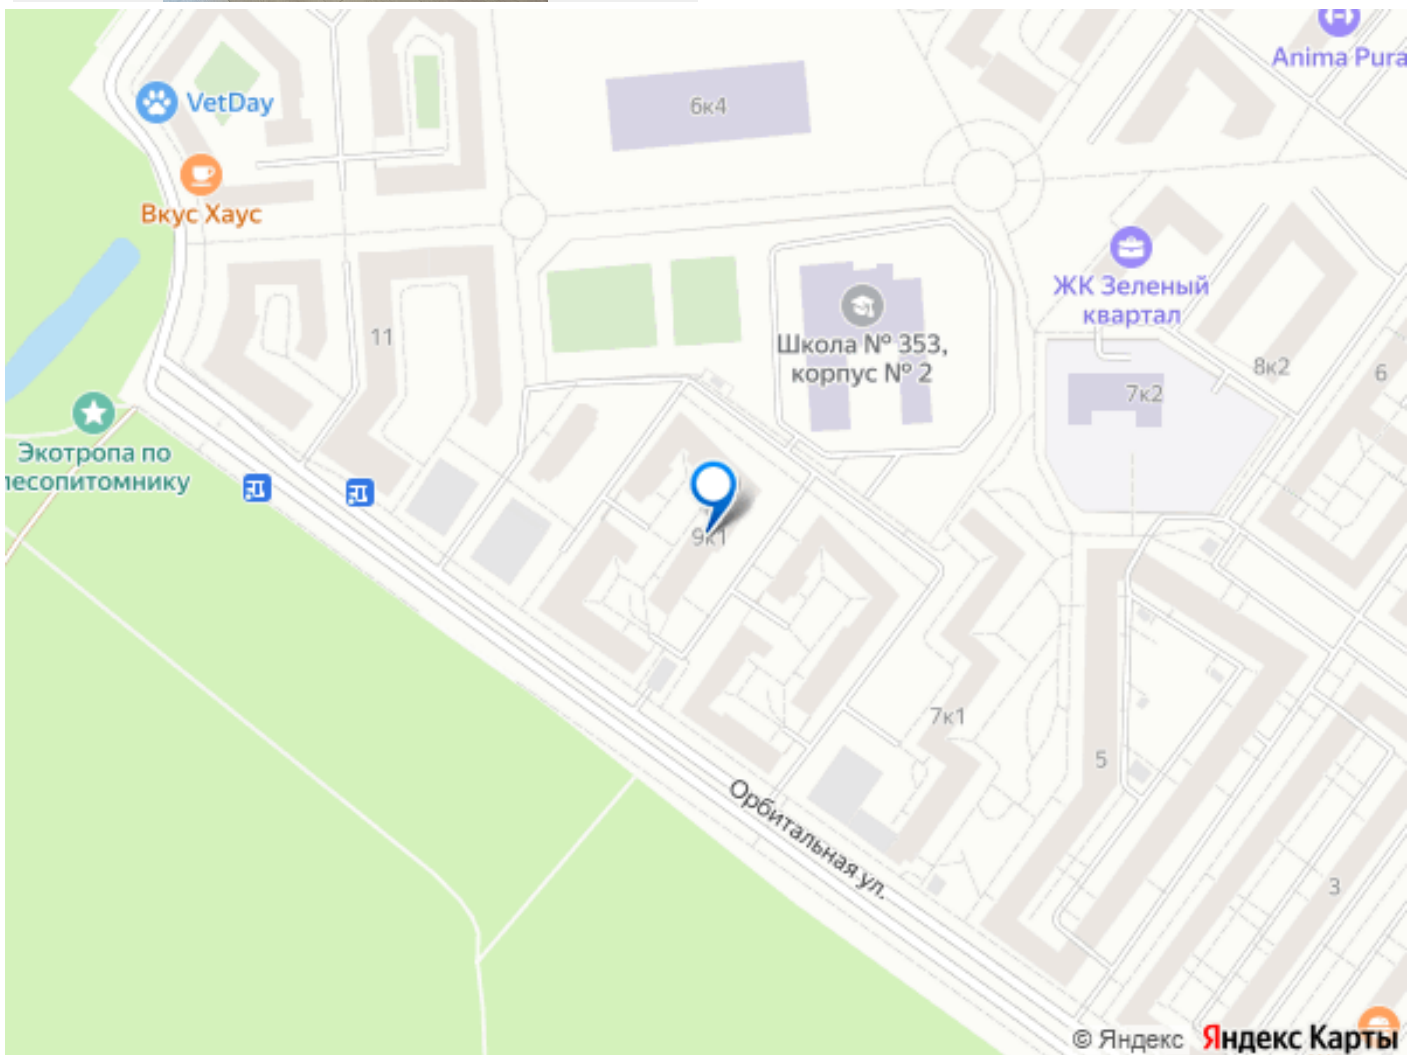 Anima Pura
VetDay
6к4
Вкус Хаус
ЖК Зеленый
квартал
11
Школа № 353,
корпус № 2
8к2
6
7к2
Экотропа по
лесопитомнику
9к1
7к1
5
Орбитальная ул.
3
© Яндекс Яндекс Карты